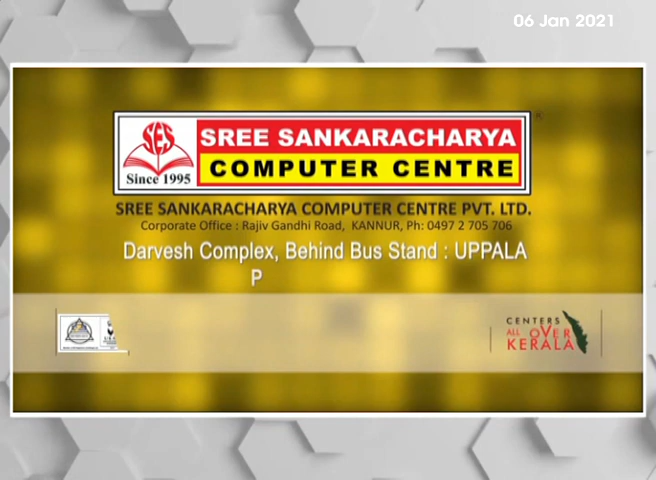 06 Jan 2021
SES
SREE SANKARACHARYA
COMPUTER CENTRE
Since 1995
®
SREE SANKARACHARYA COMPUTER CENTRE PVT. LTD.
Corporate Office : Rajiv Gandhi Road, KANNUR, Ph: 0497 2 705 706
Darvesh Complex, Behind Bus Stand : UPPALA
P
CENTERS
ALL OVER
KERALA